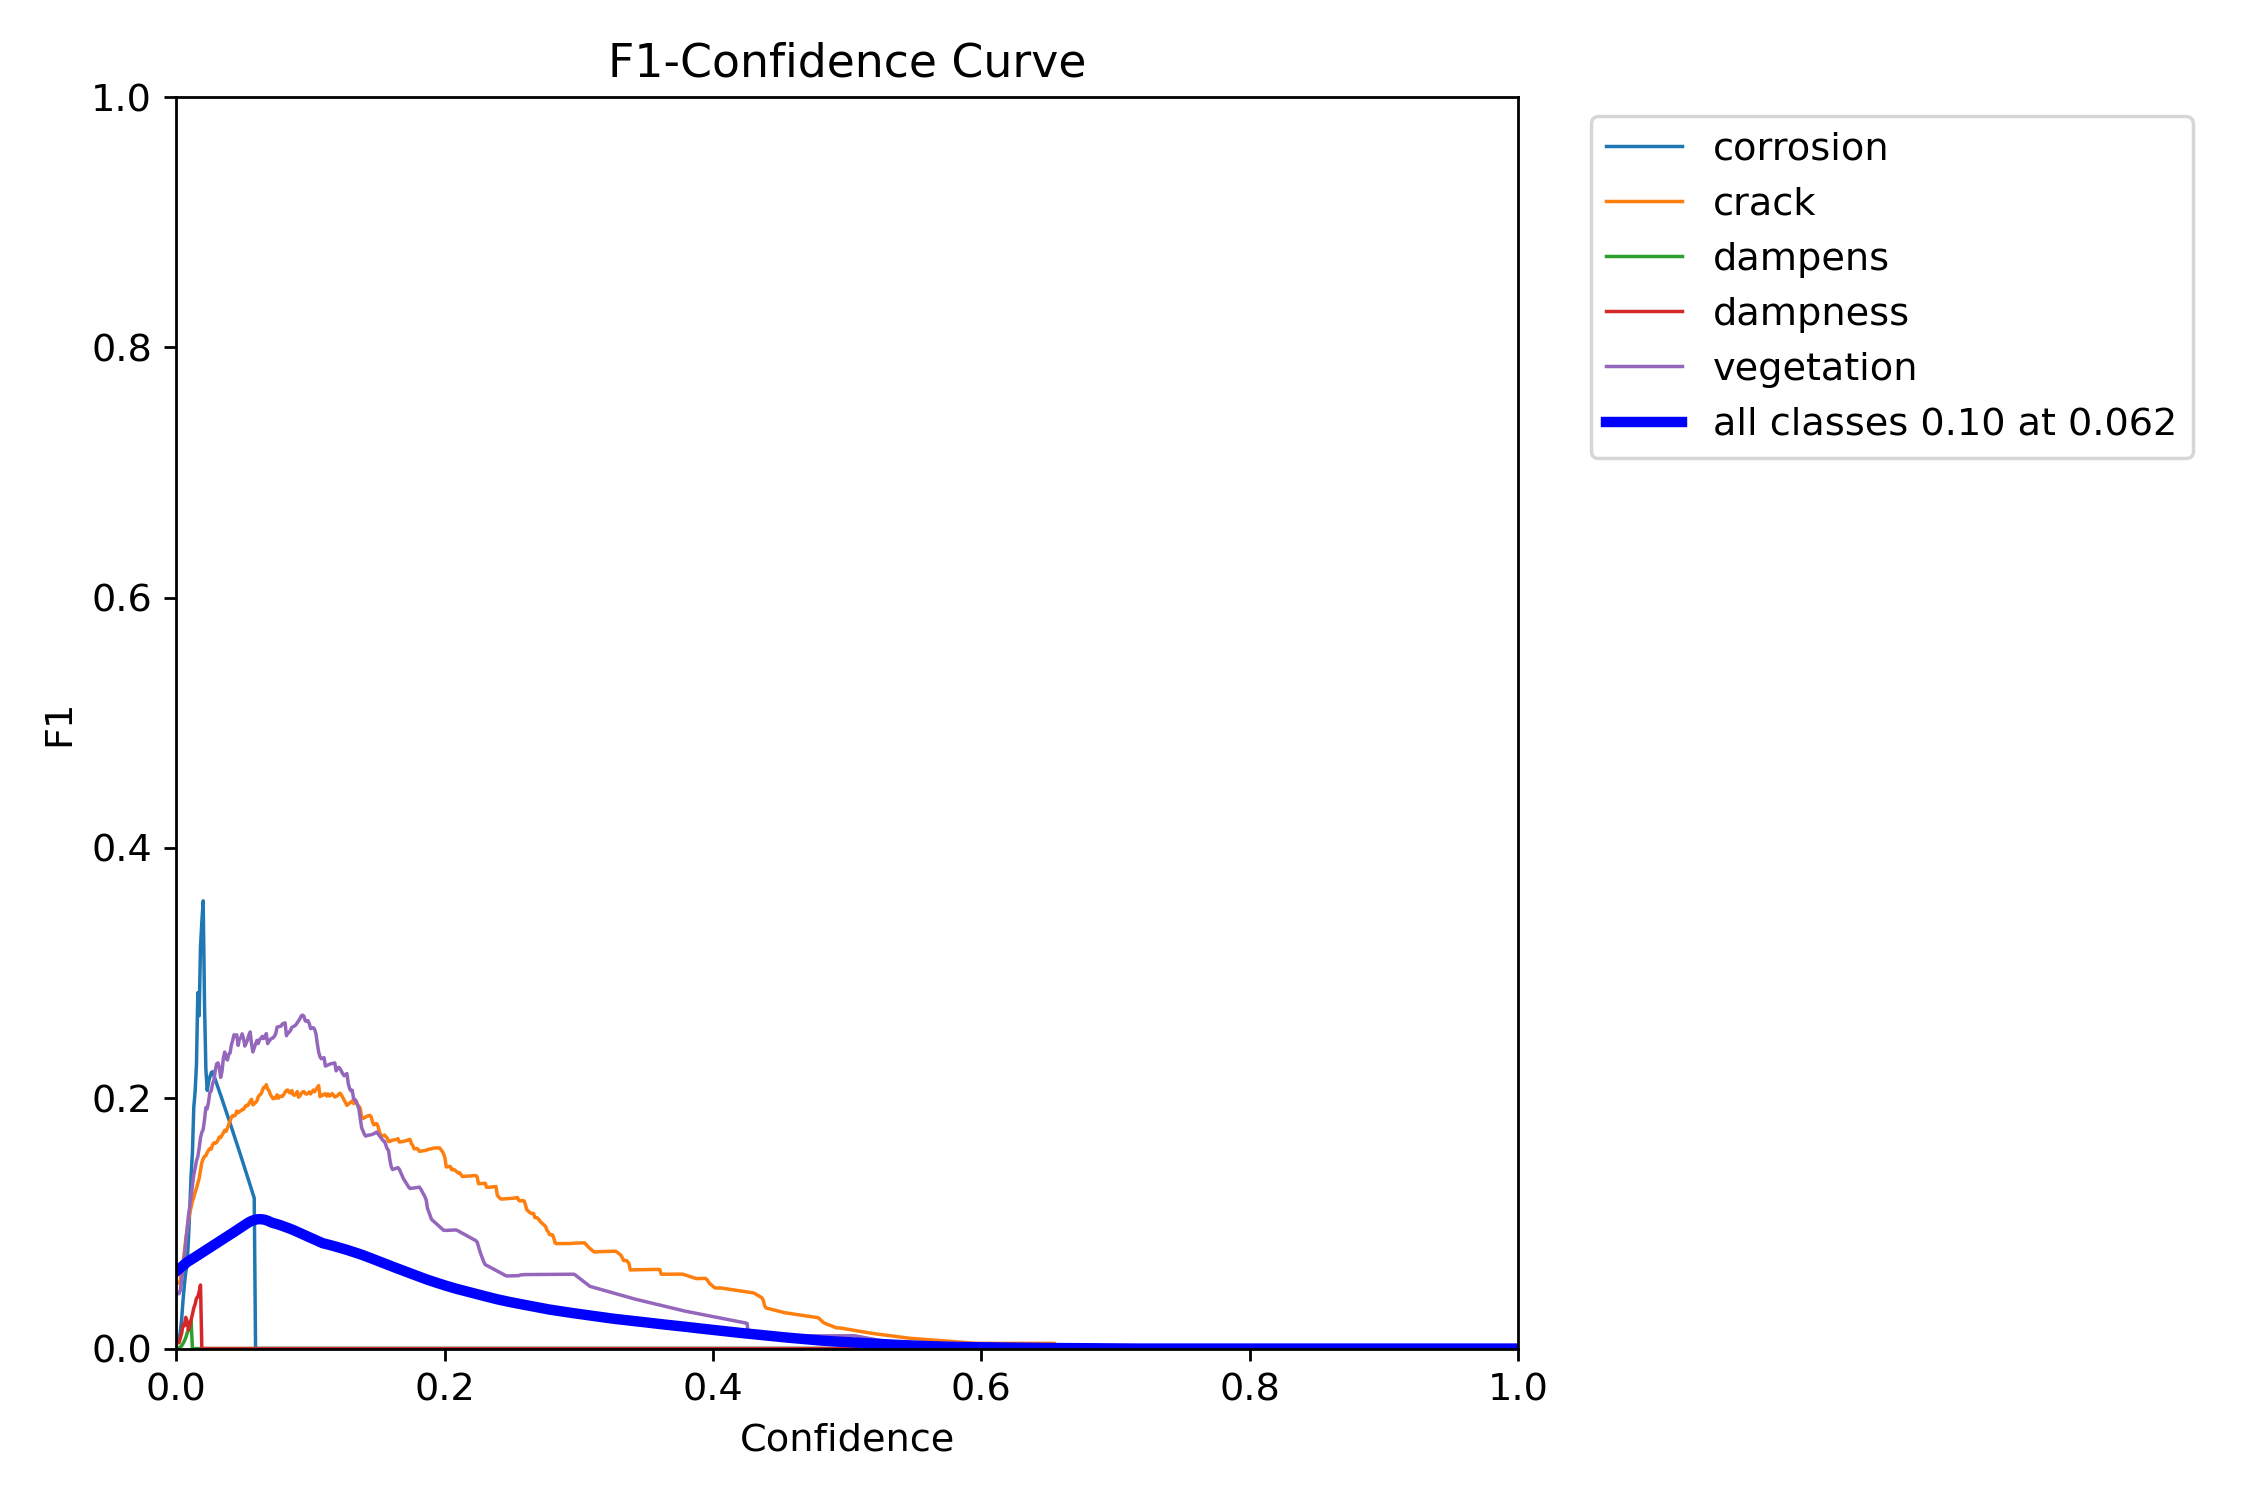 F1-Confidence Curve
1.0
0.8
0.6
0.4
0.2
0.0
F1
0.0 0.2 0.4 0.6 0.8 1.0
Confidence
corrosion
crack
dampens
dampness
vegetation
all classes 0.10 at 0.062